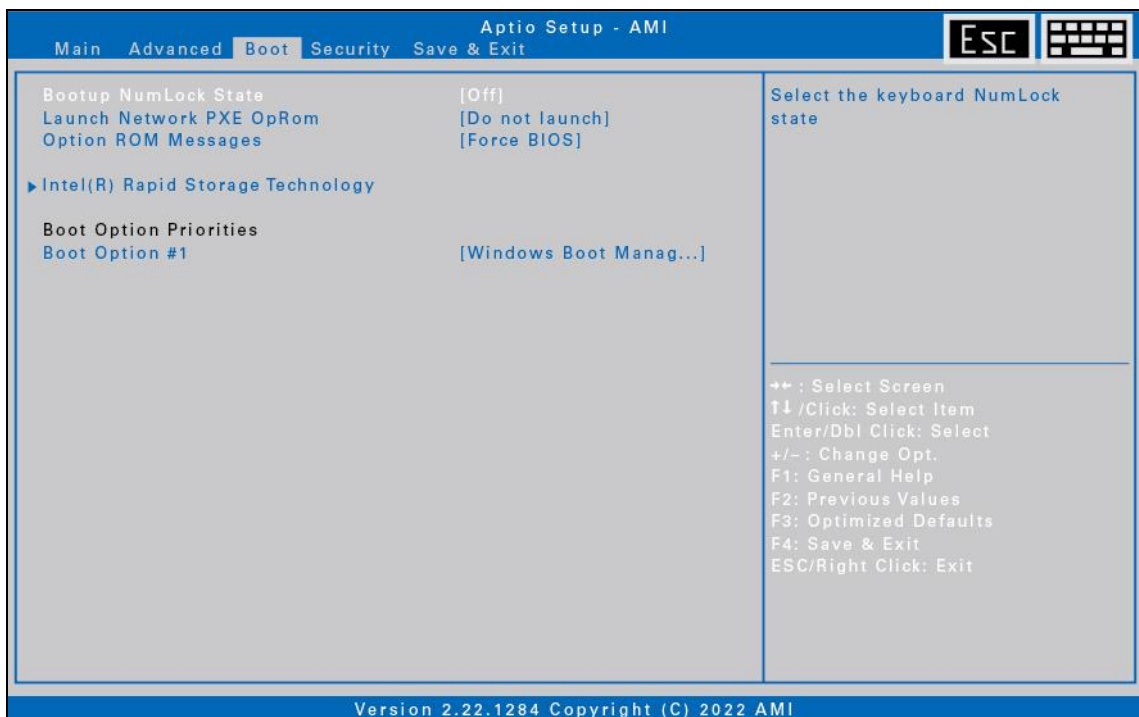 Aptio Setup - AMI
Main Advanced Boot Security Save & Exit
Esc
Bootup NumLock State [Off]
Launch Network PXE OpRom [Do not launch]
Option ROM Messages [Force BIOS]
▶ Intel(R) Rapid Storage Technology
Boot Option Priorities
Boot Option #1 [Windows Boot Manag...]
Select the keyboard NumLock
state
→← : Select Screen
↑↓ /Click: Select Item
Enter/Dbl Click: Select
+/– : Change Opt.
F1: General Help
F2: Previous Values
F3: Optimized Defaults
F4: Save & Exit
ESC/Right Click: Exit
Version 2.22.1284 Copyright (C) 2022 AMI